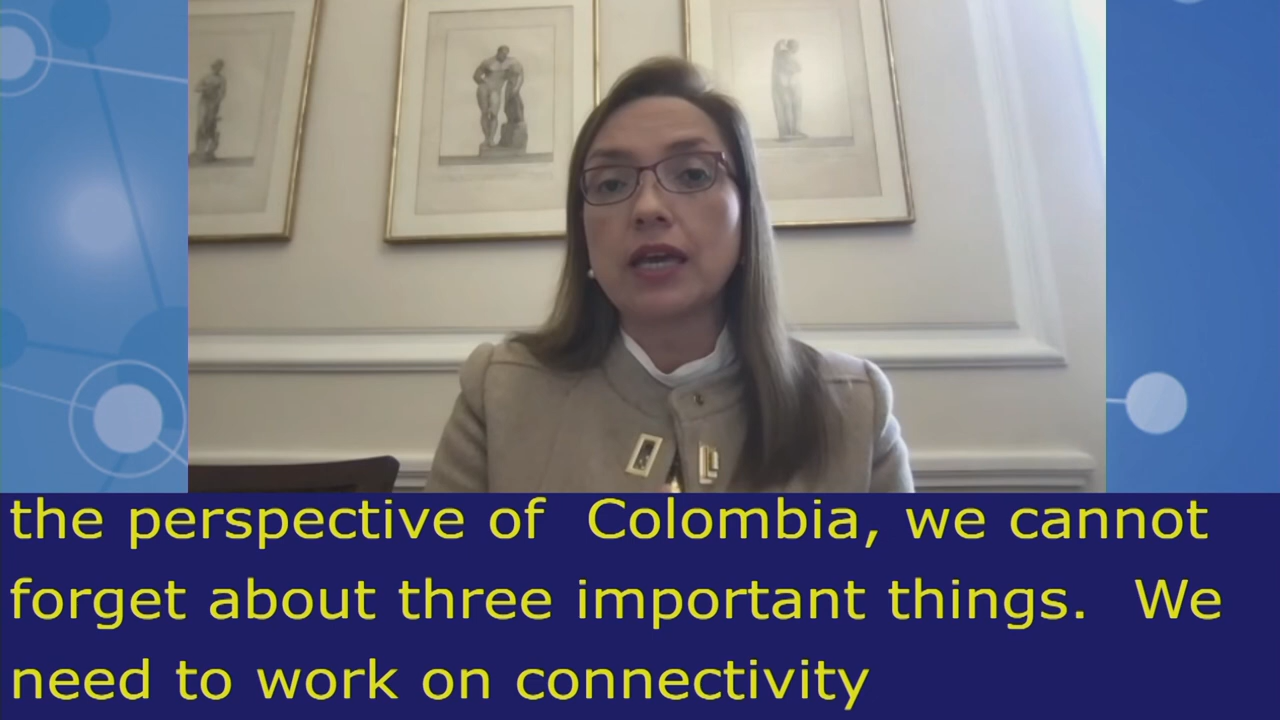 the perspective of  Colombia, we cannot
forget about three important things.  We
need to work on connectivity